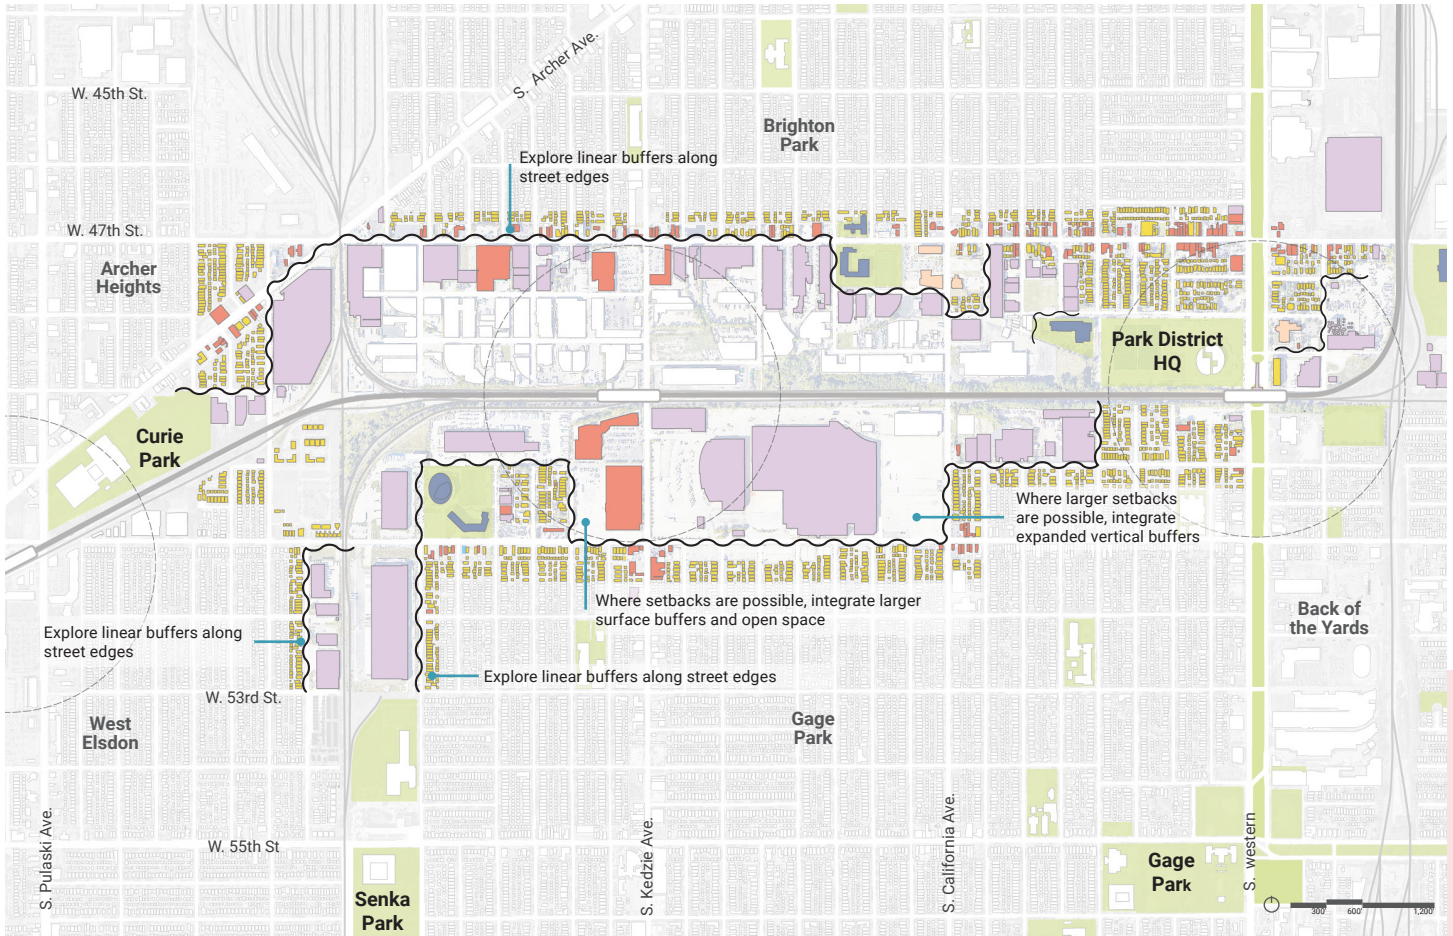 W. 45th St.
S. Archer Ave.
Brighton
Park
Explore linear buffers along
street edges
W. 47th St.
Archer
Heights
Park District
HQ
Curie
Park
Where larger setbacks
are possible, integrate
expanded vertical buffers
Where setbacks are possible, integrate larger
surface buffers and open space
Back of
the Yards
Explore linear buffers along
street edges
Explore linear buffers along street edges
W. 53rd St.
West
Elsdon
Gage
Park
S. Pulaski Ave.
W. 55th St
S. Kedzie Ave.
S. California Ave.
S. western
Senka
Park
Gage
Park
300'
600'
1,200'